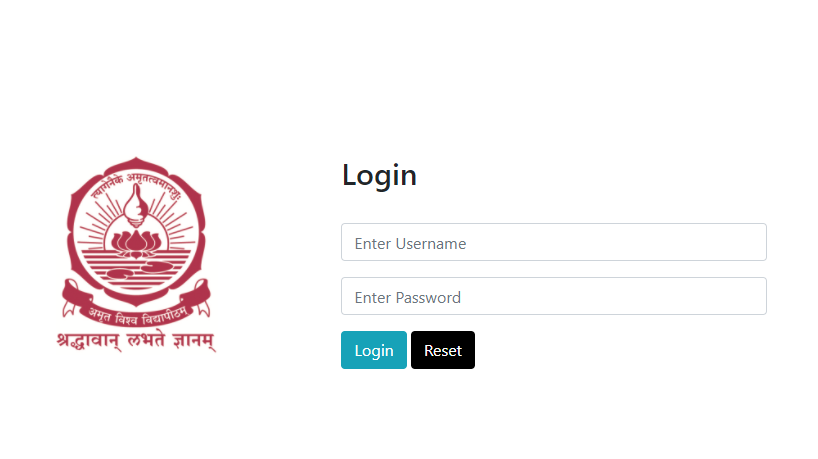 त्यागेनैके अमृतत्वमानशुः
अमृत विश्व विद्यापीठम्
श्रद्धावान् लभते ज्ञानम्
Login
Enter Username
Enter Password
Login Reset